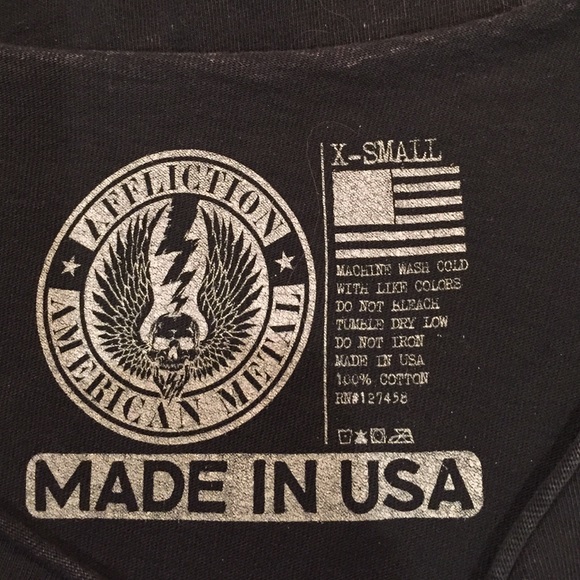 AFFLICTION
AMERICAN METAL
X-SMALL
MACHINE WASH COLD
WITH LIKE COLORS
DO NOT BLEACH
TUMBLE DRY LOW
DO NOT IRON
MADE IN USA
100% COTTON
RN#127458
MADE IN USA